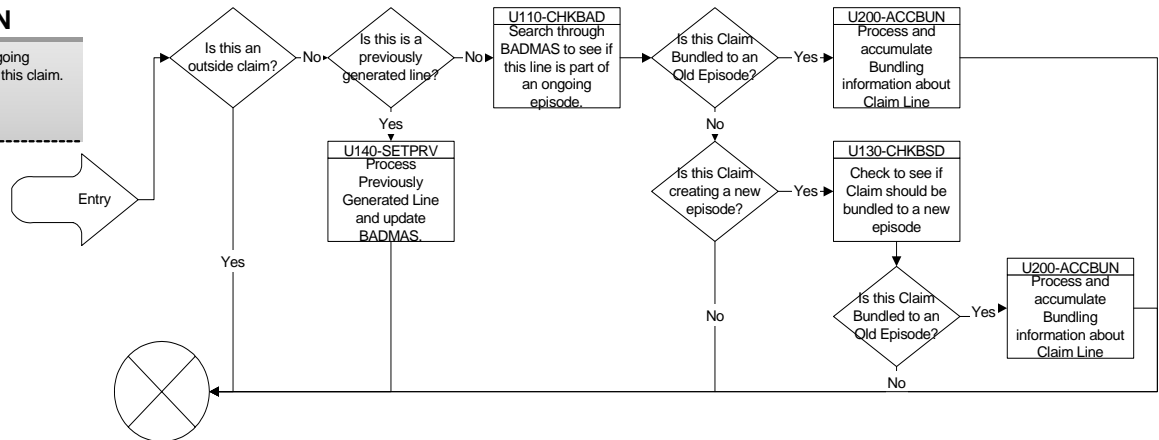 N
going
this claim.
Entry
Is this an
outside claim?
No
Yes
Is this a
previously
generated line?
No
Yes
U140-SETPRV
Process
Previously
Generated Line
and update
BADMAS.
U110-CHKBAD
Search through
BADMAS to see if
this line is part of
an ongoing
episode.
Is this Claim
Bundled to an
Old Episode?
Yes
No
U200-ACCBUN
Process and
accumulate
Bundling
information about
Claim Line
Is this Claim
creating a new
episode?
Yes
No
U130-CHKBSD
Check to see if
Claim should be
bundled to a new
episode
Is this Claim
Bundled to an
Old Episode?
Yes
No
U200-ACCBUN
Process and
accumulate
Bundling
information about
Claim Line